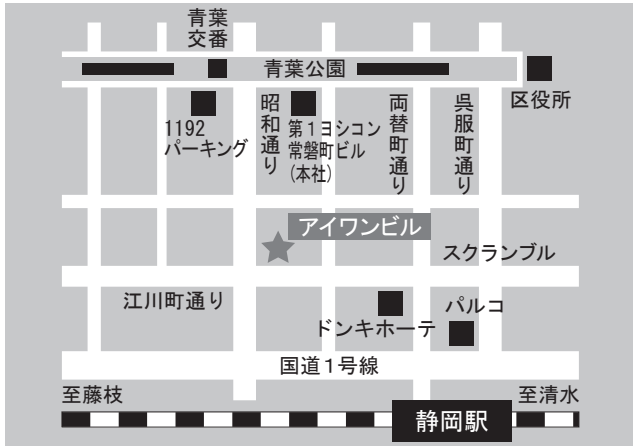 青葉
交番
青葉公園
区役所
1192
パーキング
昭和通り
第1ヨシコン
常磐町ビル
(本社)
両替町通り
呉服町通り
アイワンビル
スクランブル
江川町通り
ドンキホーテ
パルコ
国道1号線
至藤枝
至清水
静岡駅